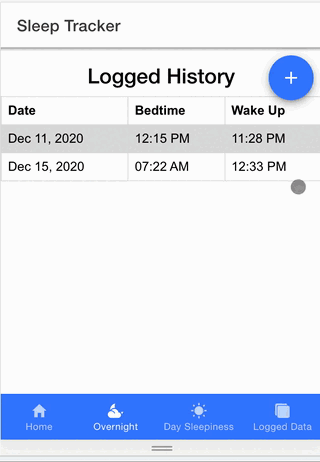 Sleep Tracker
Logged History
+
Date Bedtime Wake Up
Dec 11, 2020 12:15 PM 11:28 PM
Dec 15, 2020 07:22 AM 12:33 PM
Home Overnight Day Sleepiness Logged Data